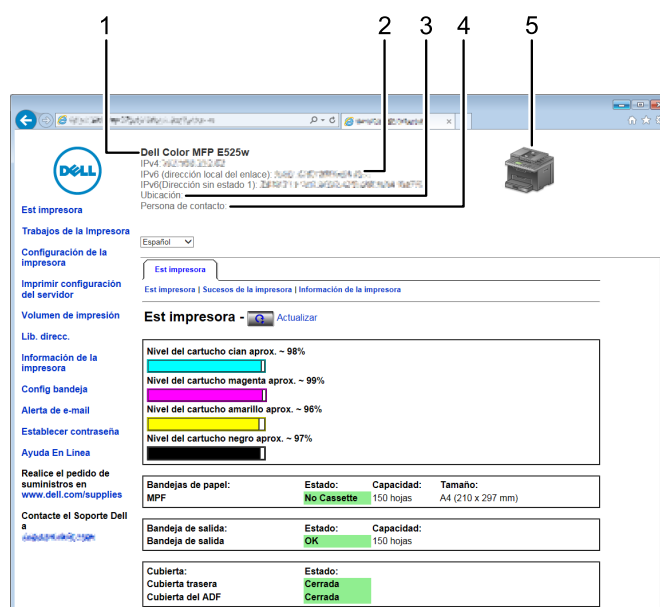 1 2 3 4 5
Dell Color MFP E525w
IPv4:
IPv6 (dirección local del enlace):
IPv6(Dirección sin estado 1):
Ubicación:
Persona de contacto:
DELL
Est impresora
Trabajos de la Impresora
Configuración de la
impresora
Imprimir configuración
del servidor
Volumen de impresión
Lib. direcc.
Información de la
impresora
Config bandeja
Alerta de e-mail
Establecer contraseña
Ayuda En Linea
Realice el pedido de
suministros en
www.dell.com/supplies
Contacte el Soporte Dell
a
Español
Est impresora
Est impresora | Sucesos de la impresora | Información de la impresora
Est impresora - Actualizar
Nivel del cartucho cian aprox. ~ 98%
Nivel del cartucho magenta aprox. ~ 99%
Nivel del cartucho amarillo aprox. ~ 96%
Nivel del cartucho negro aprox. ~ 97%
Bandejas de papel: Estado: Capacidad: Tamaño:
MPF No Cassette 150 hojas A4 (210 x 297 mm)
Bandeja de salida: Estado: Capacidad:
Bandeja de salida OK 150 hojas
Cubierta: Estado:
Cubierta trasera Cerrada
Cubierta del ADF Cerrada